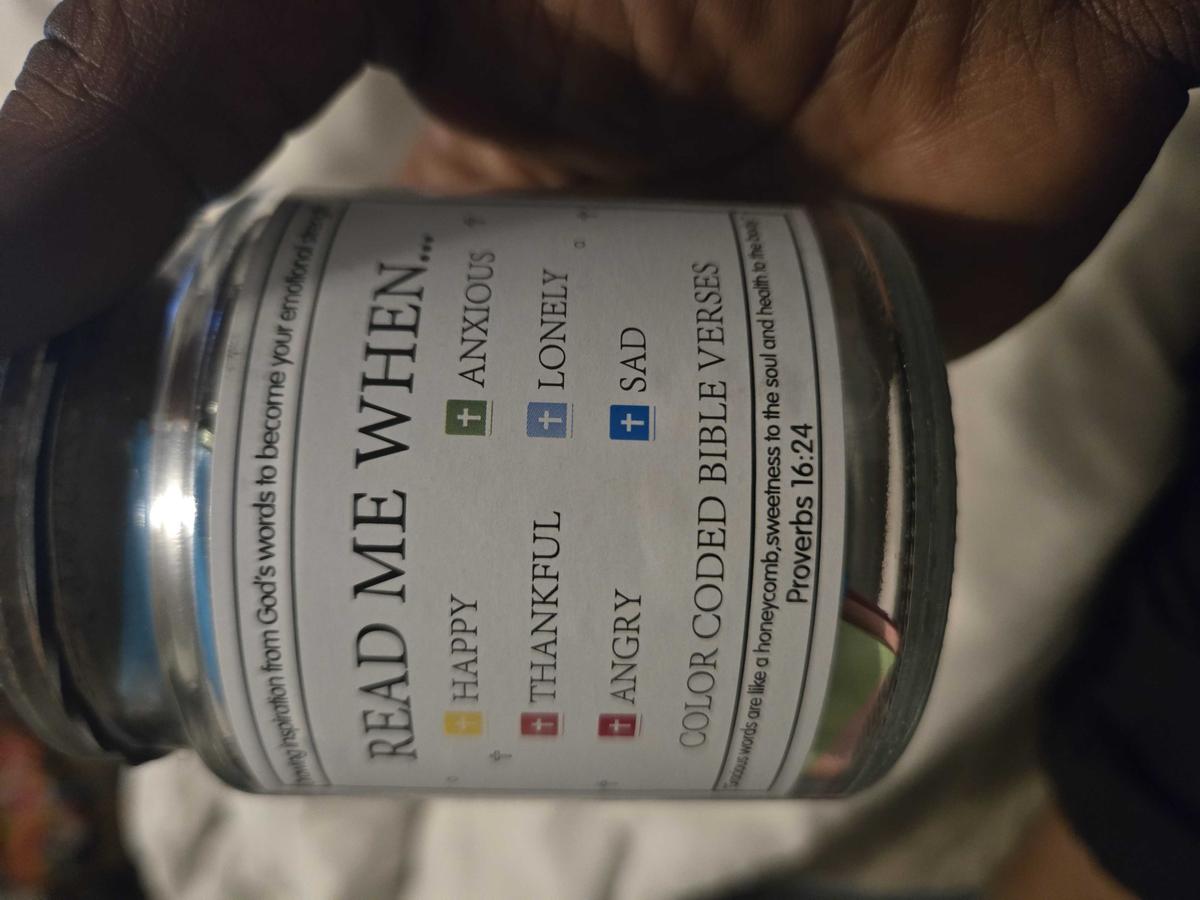 inspiration from God's words to become your emotional
READ ME WHEN...
HAPPY ANXIOUS
THANKFUL LONELY
ANGRY SAD
COLOR CODED BIBLE VERSES
words are like a honeycomb,sweetness to the soul and health to the body
Proverbs 16:24